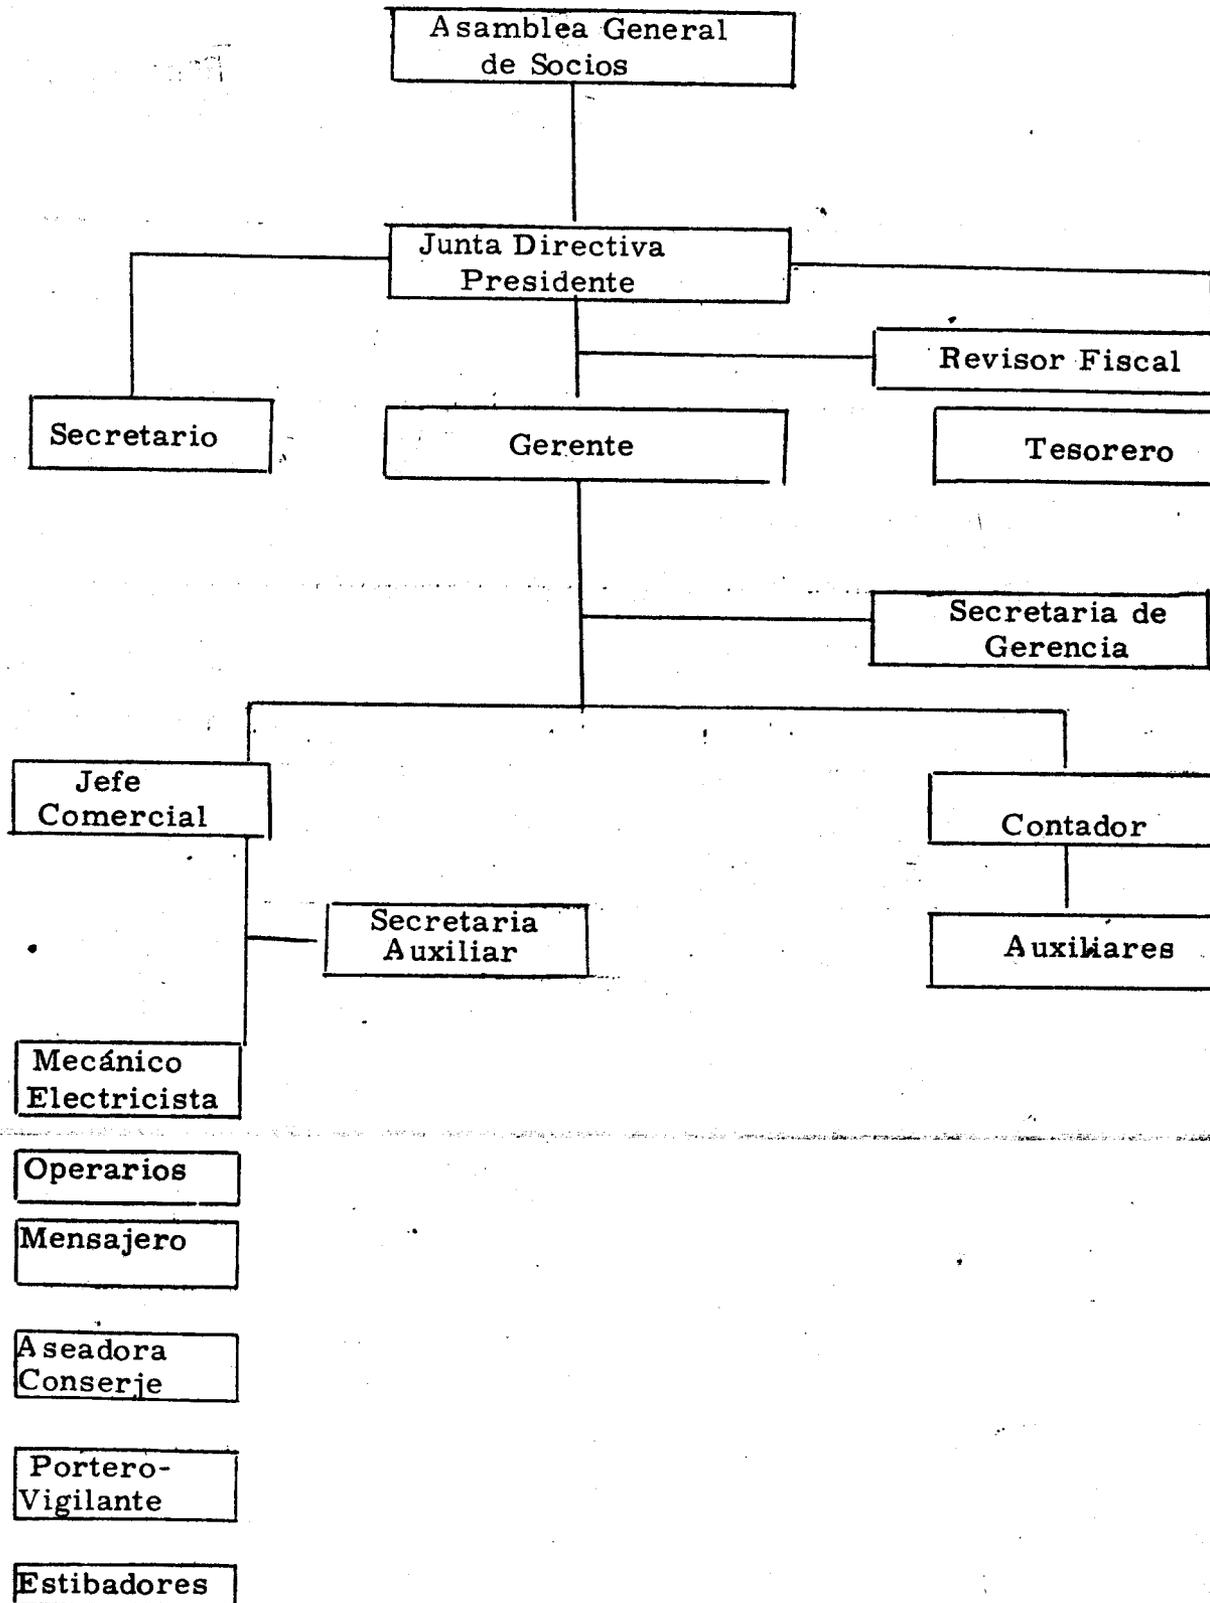 Asamblea General
de Socios
Junta Directiva
Presidente
Revisor Fiscal
Secretario
Gerente
Tesorero
Secretaria de
Gerencia
Jefe
Comercial
Contador
Secretaria
Auxiliar
Auxiliares
Mecánico
Electricista
Operarios
Mensajero
Aseadora
Conserje
Portero-
Vigilante
Estibadores